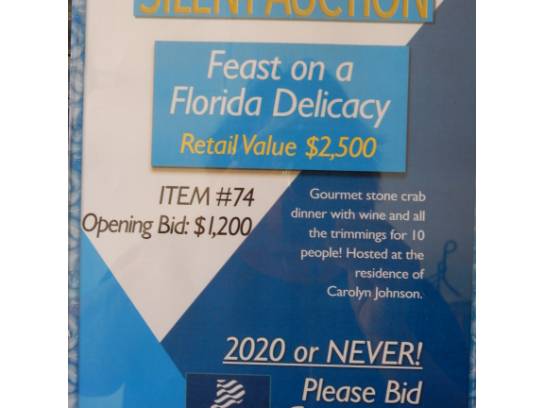 SILENT AUCTION
Feast on a
Florida Delicacy
Retail Value $2,500
ITEM #74
Opening Bid: $1,200
Gourmet stone crab
dinner with wine and all
the trimmings for 10
people! Hosted at the
residence of
Carolyn Johnson.
2020 or NEVER!
Please Bid